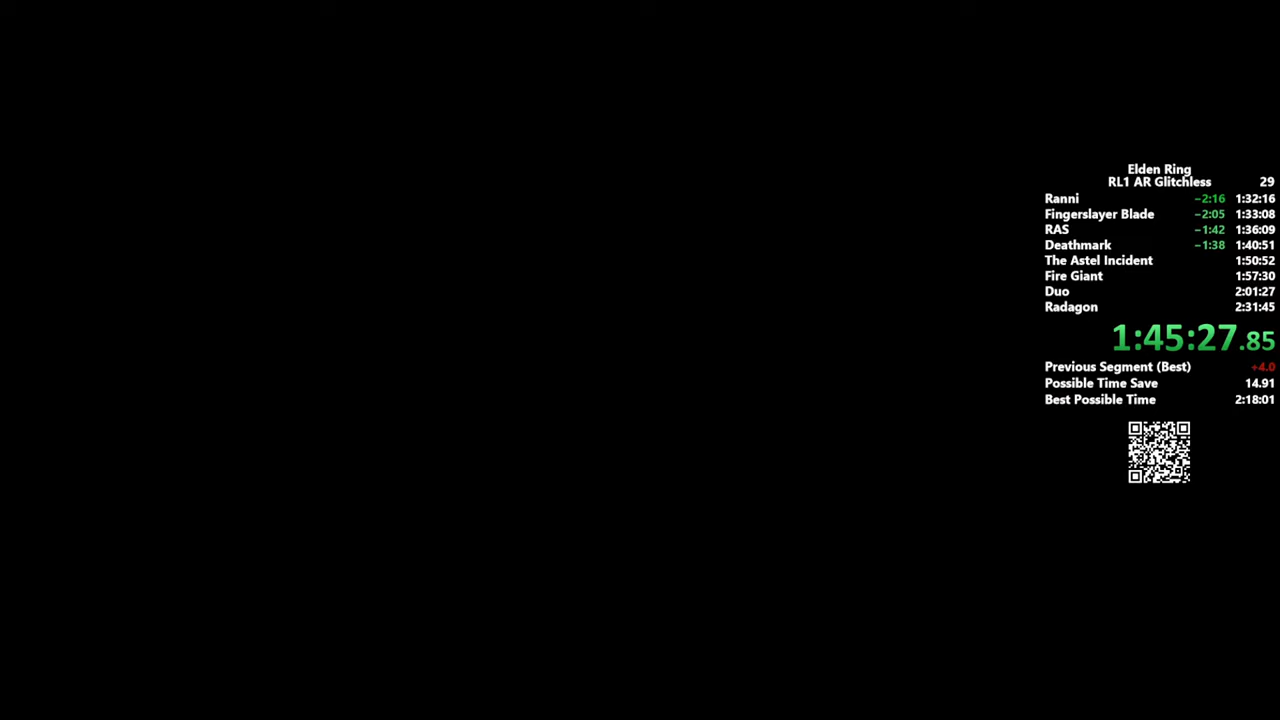 Elden Ring
RL1 AR Glitchless 29
Ranni -2:16 1:32:16
Fingerslayer Blade -2:05 1:33:08
RAS -1:42 1:36:09
Deathmark -1:38 1:40:51
The Astel Incident 1:50:52
Fire Giant 1:57:30
Duo 2:01:27
Radagon 2:31:45
1:45:27.85
Previous Segment (Best) +4.0
Possible Time Save 14.91
Best Possible Time 2:18:01